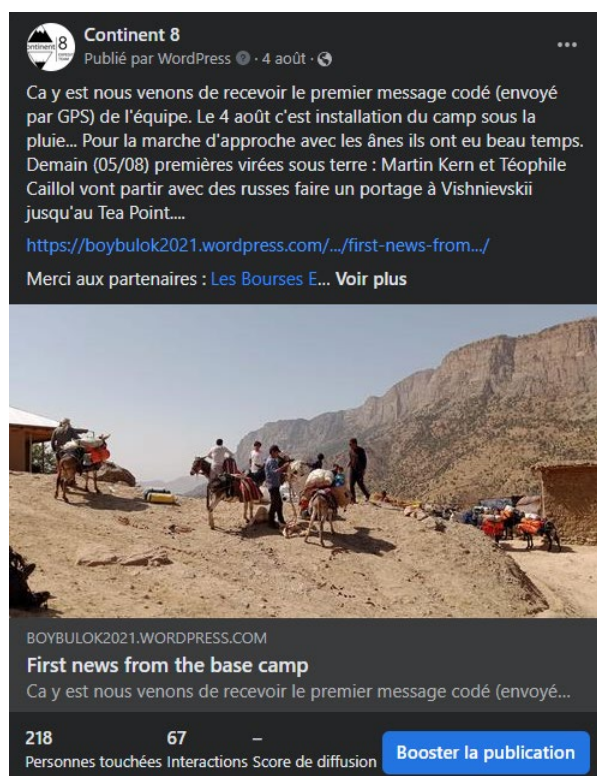 Continent 8
Publié par WordPress · 4 août ·
Ca y est nous venons de recevoir le premier message codé (envoyé
par GPS) de l'équipe. Le 4 août c'est installation du camp sous la
pluie... Pour la marche d'approche avec les ânes ils ont eu beau temps.
Demain (05/08) premières virées sous terre : Martin Kern et Téophile
Caillol vont partir avec des russes faire un portage à Vishnievskii
jusqu'au Tea Point....
https://boybulok2021.wordpress.com/.../first-news-from.../
Merci aux partenaires : Les Bourses E... Voir plus
BOYBULOK2021.WORDPRESS.COM
First news from the base camp
Ca y est nous venons de recevoir le premier message codé (envoyé...
218 67 –
Personnes touchées Interactions Score de diffusion
Booster la publication